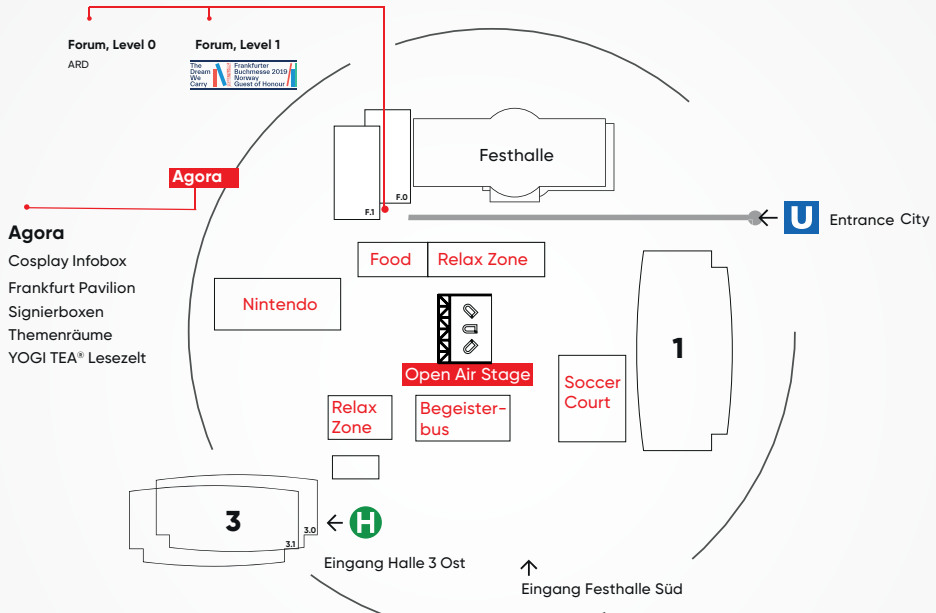 Forum, Level 0
ARD
Forum, Level 1
The
Dream
We
Carry
Frankfurter
Buchmesse 2019
Norway
Guest of Honour
Agora
Agora
Cosplay Infobox
Frankfurt Pavilion
Signierboxen
Themenräume
YOGI TEA® Lesezelt
Festhalle
F.0
F.1
U
Entrance City
Food
Relax Zone
Nintendo
Open Air Stage
1
Soccer
Court
Relax
Zone
Begeister-
bus
3
3.0
3.1
H
Eingang Halle 3 Ost
Eingang Festhalle Süd